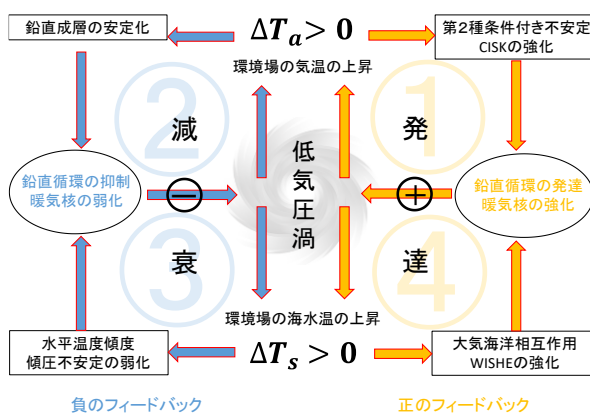 鉛直成層の安定化
ΔTa > 0
第２種条件付き不安定
CISKの強化
環境場の気温の上昇
②
①
減
発
低気圧渦
鉛直循環の抑制
暖気核の弱化
−
+
鉛直循環の発達
暖気核の強化
③
④
衰
達
環境場の海水温の上昇
水平温度傾度
傾圧不安定の弱化
ΔTs > 0
大気海洋相互作用
WISHEの強化
負のフィードバック
正のフィードバック